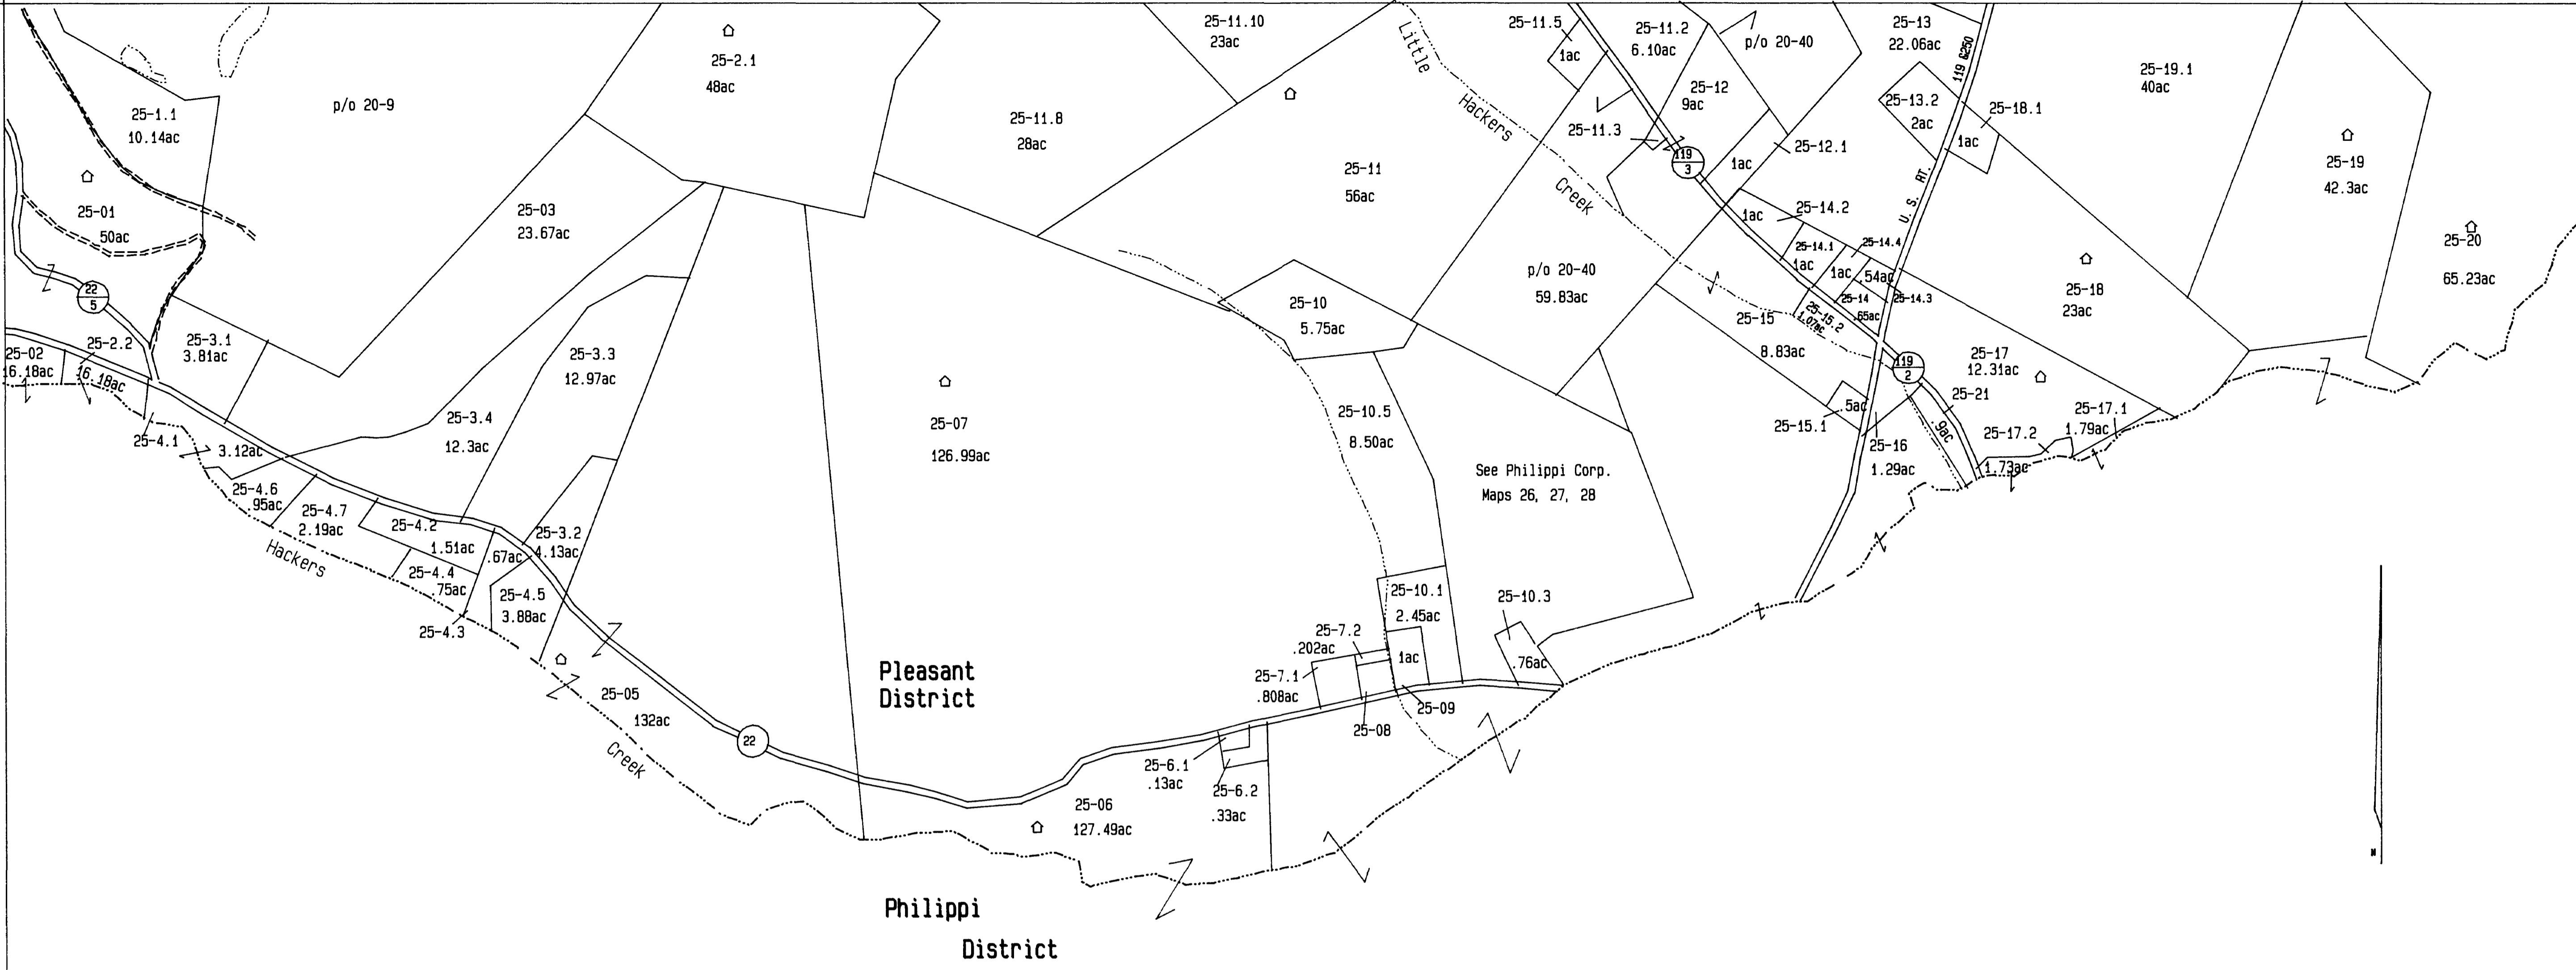 25-11.10
23ac
25-2.1
48ac
25-11.5
1ac
25-11.2
6.10ac
p/o 20-40
25-13
22.06ac
119 &250
25-19.1
40ac
Little
Hackers
Creek
25-1.1
10.14ac
p/o 20-9
25-11.8
28ac
25-12
9ac
25-13.2
2ac
25-18.1
1ac
25-11.3
119
3
1ac
25-12.1
25-11
56ac
25-19
42.3ac
U. S. RT.
25-01
50ac
25-03
23.67ac
1ac
25-14.2
25-14.1
1ac
25-14.4
1ac
.54ac
25-20
65.23ac
p/o 20-40
59.83ac
25-18
23ac
22
5
25-10
5.75ac
25-14
.65ac
25-14.3
25-15.2
1.07ac
25-15
8.83ac
25-02
16.18ac
25-2.2
16.18ac
25-3.1
3.81ac
25-3.3
12.97ac
119
2
25-17
12.31ac
25-21
.9ac
25-07
126.99ac
25-10.5
8.50ac
.5ac
25-15.1
25-16
1.29ac
25-17.2
1.73ac
25-17.1
1.79ac
25-4.1
3.12ac
25-3.4
12.3ac
See Philippi Corp.
Maps 26, 27, 28
25-4.6
.95ac
25-4.7
2.19ac
25-4.2
1.51ac
.67ac
25-3.2
4.13ac
Hackers
25-4.4
.75ac
25-4.5
3.88ac
25-4.3
25-10.1
2.45ac
25-10.3
.76ac
25-7.2
.202ac
1ac
25-7.1
.808ac
25-08
25-09
Pleasant
District
25-05
132ac
22
Creek
25-6.1
.13ac
25-6.2
.33ac
25-06
127.49ac
N
Philippi
District